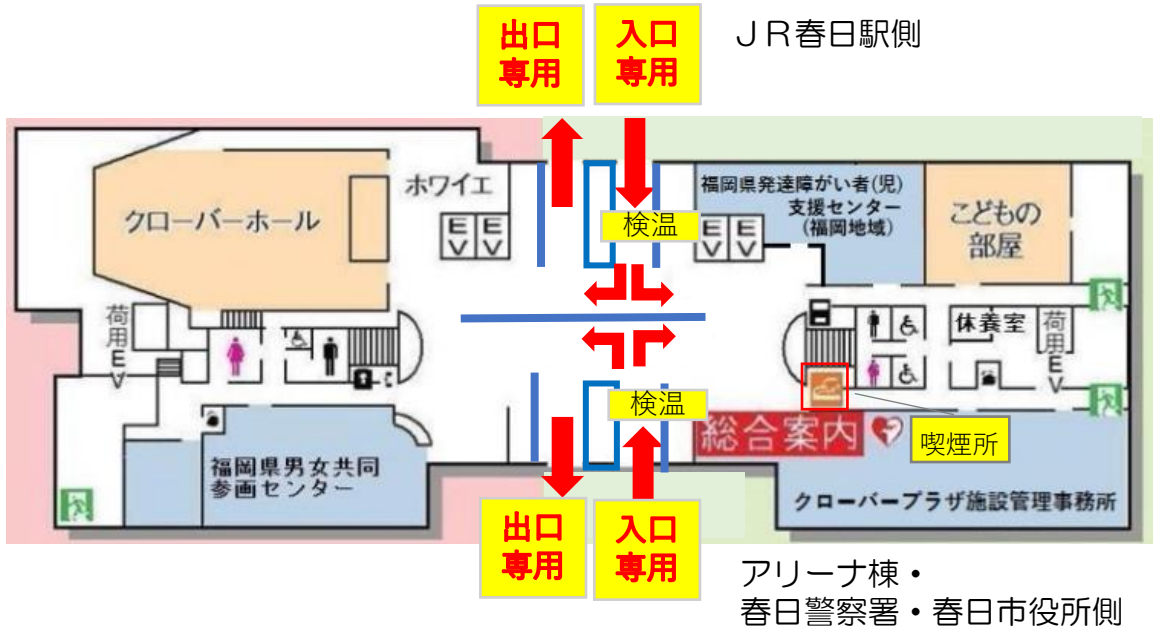 出口
専用
入口
専用
JR春日駅側
クローバーホール
ホワイエ
EV
EV
検温
EV
EV
福岡県発達障がい者(児)
支援センター
(福岡地域)
こどもの
部屋
荷用EV
休養室
荷用EV
検温
総合案内
喫煙所
福岡県男女共同
参画センター
クローバープラザ施設管理事務所
出口
専用
入口
専用
アリーナ棟・
春日警察署・春日市役所側